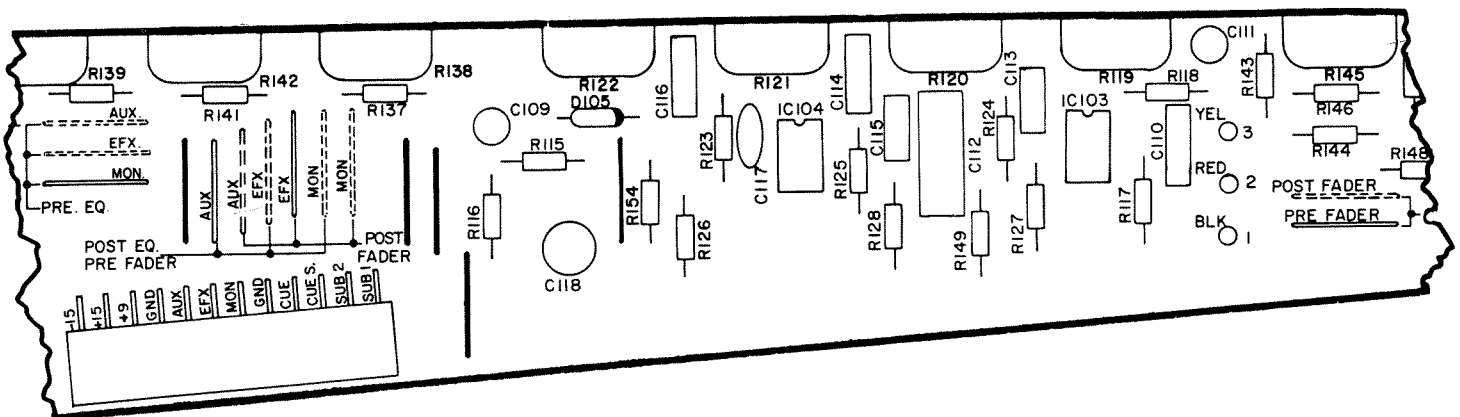 R139
AUX.
EFX.
MON.
PRE. EQ.
R142
R141
R138
R137
AUX
AUX
EFX
EFX
MON
MON
POST EQ.
PRE FADER
POST
FADER
-15
+15
+9
GND
AUX
EFX
MON
GND
CUE
CUE S.
SUB 2
SUB 1
C109
R115
R116
R122
D105
C118
R154
C116
R126
R123
R121
C117
IC104
C114
R125
C115
R128
R120
C112
R149
R124
C113
R127
R119
IC103
R118
C110
R117
C111
YEL
3
RED
2
BLK
1
R143
R145
R146
R144
R148
POST FADER
PRE FADER